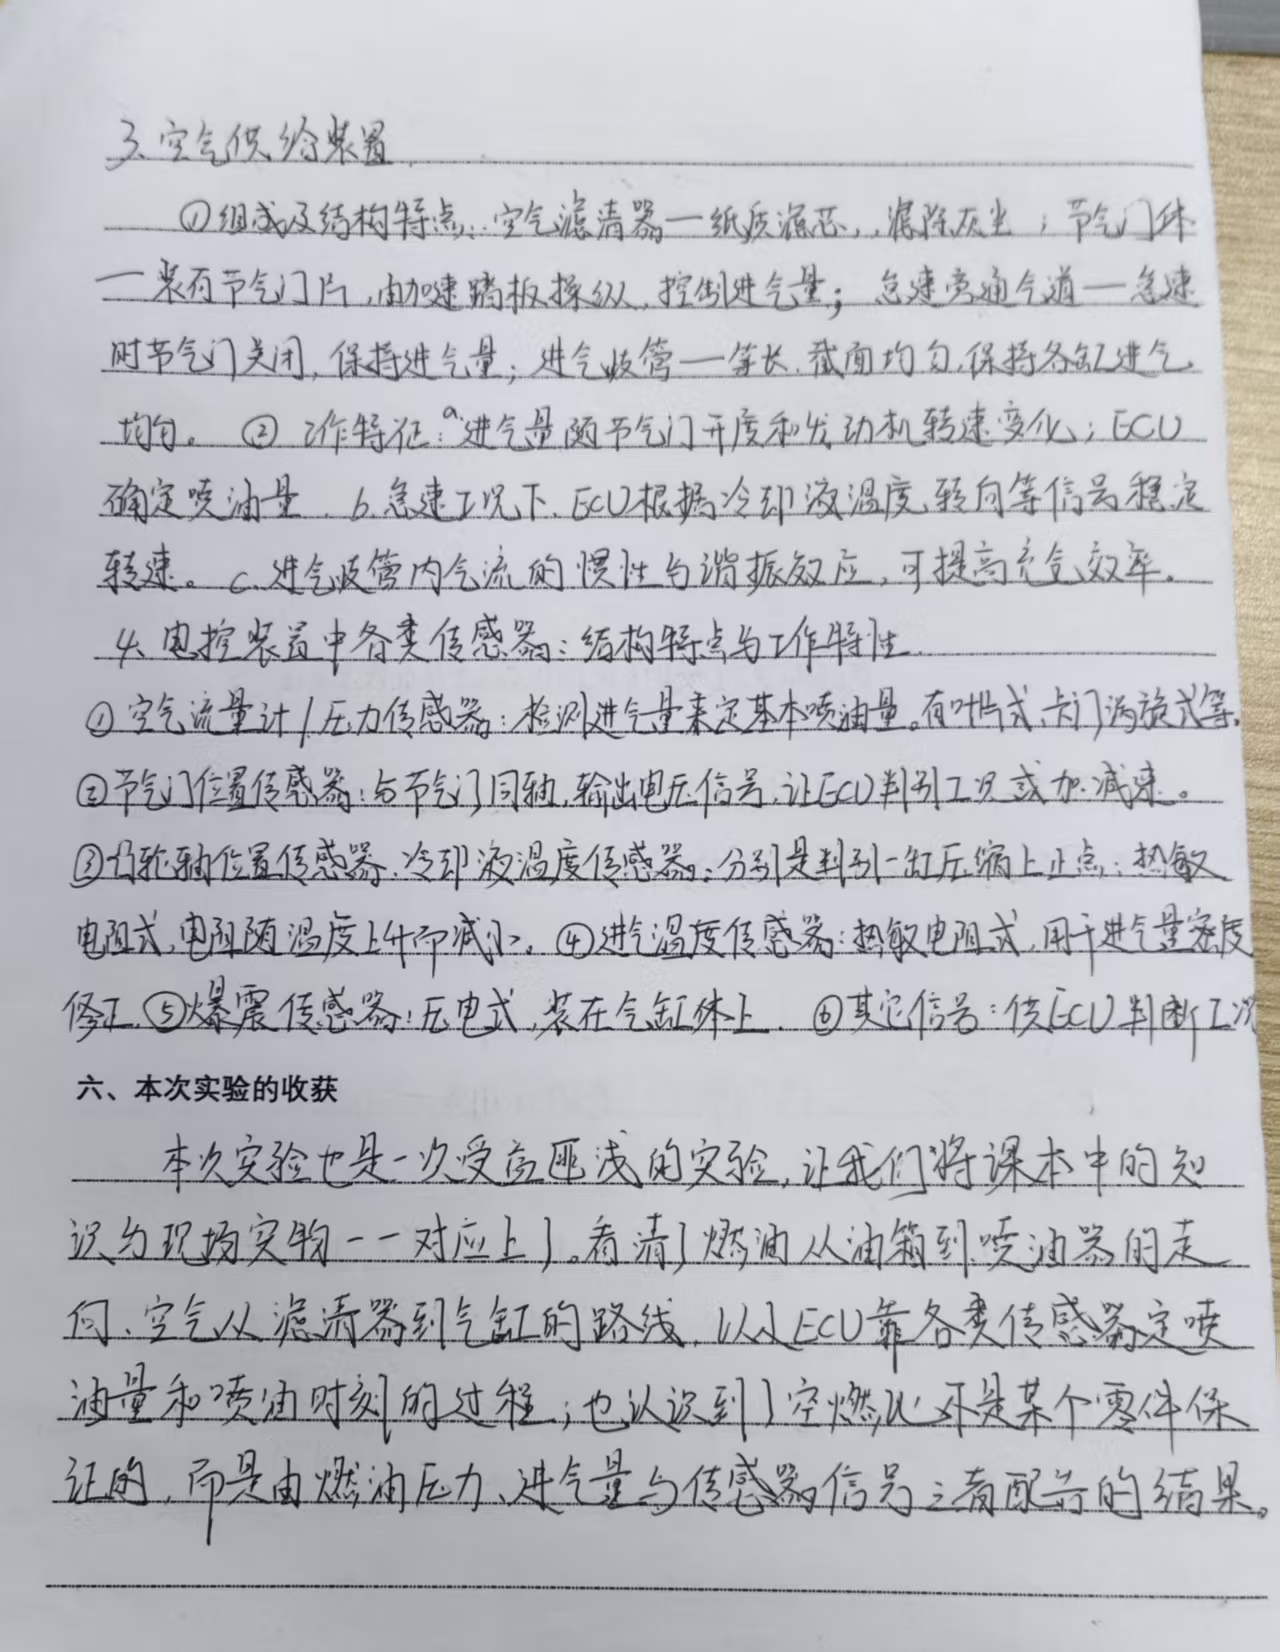 3、空气供给装置
①组成及结构特点：空气滤清器—纸质滤芯，滤除灰尘；节气门体
—装有节气门片，由加速踏板操纵，控制进气量；怠速旁通气道—怠速
时节气门关闭，保持进气量；进气歧管—等长、截面均匀，保持各缸进气
均匀。②工作特征：a.进气量随节气门开度和发动机转速变化；ECU
确定喷油量．b.怠速工况下，ECU根据冷却液温度、转向等信号稳定
转速。c.进气歧管内气流的惯性与谐振效应，可提高充气效率．
4、电控装置中各类传感器：结构特点与工作特性．
①空气流量计/压力传感器：检测进气量来定基本喷油量。有叶片式、卡门涡旋式等．
②节气门位置传感器：与节气门同轴，输出电压信号，让ECU判别工况或加、减速。
③凸轮轴位置传感器、冷却液温度传感器：分别是判别一缸压缩上止点；热敏
电阻式，电阻随温度上升而减小。④进气温度传感器：热敏电阻式，用于进气量密度
修正．⑤爆震传感器：压电式，装在气缸体上．⑥其它信号：供ECU判断工况
六、本次实验的收获
本次实验也是一次受益匪浅的实验，让我们将课本中的知
识与现场实物一一对应上了。看清了燃油从油箱到喷油器的走
向、空气从滤清器到气缸的路线，以及ECU靠各类传感器定喷
油量和喷油时刻的过程；也认识到了空燃比不是某个零件保
证的，而是由燃油压力、进气量与传感器信号三者配合的结果。